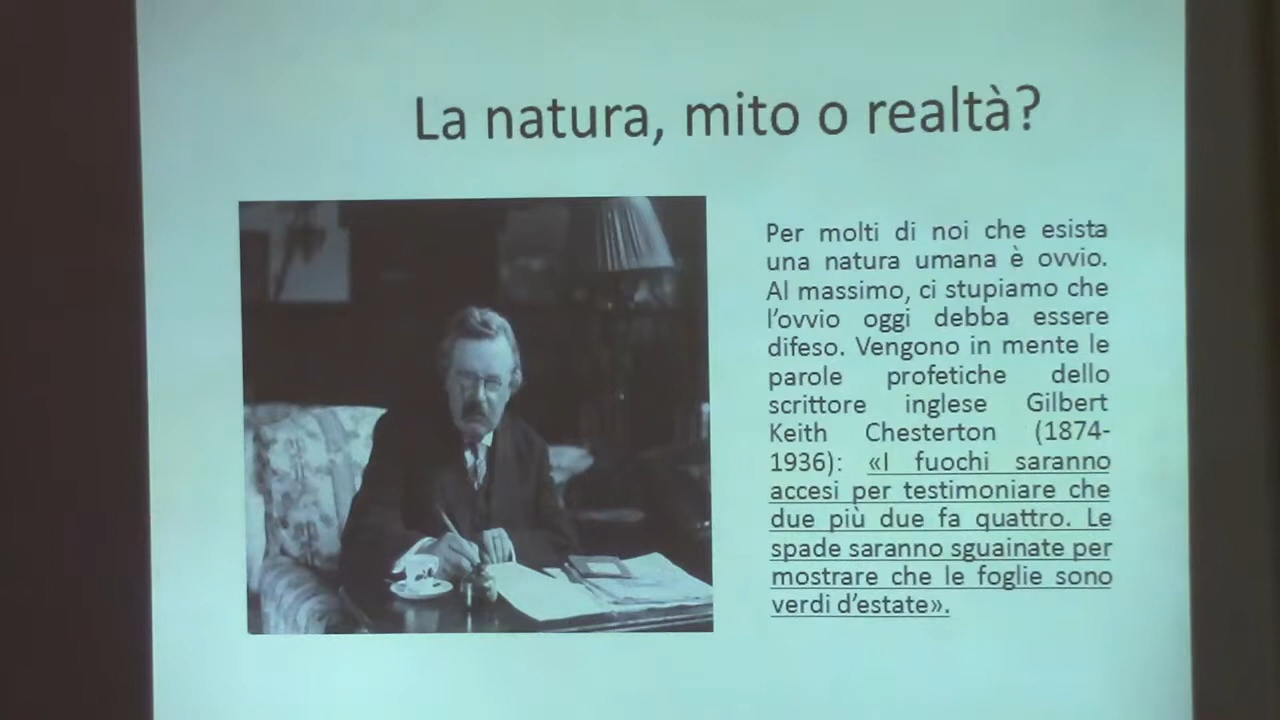 La natura, mito o realtà?
Per molti di noi che esista
una natura umana è ovvio.
Al massimo, ci stupiamo che
l'ovvio oggi debba essere
difeso. Vengono in mente le
parole profetiche dello
scrittore inglese Gilbert
Keith Chesterton (1874-
1936): «I fuochi saranno
accesi per testimoniare che
due più due fa quattro. Le
spade saranno sguainate per
mostrare che le foglie sono
verdi d'estate».